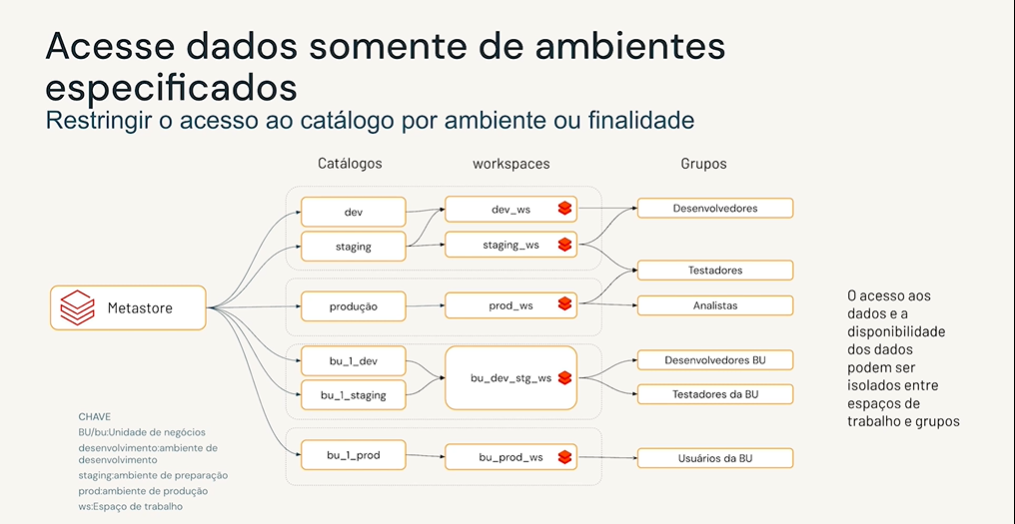 Acesse dados somente de ambientes
especificados
Restringir o acesso ao catálogo por ambiente ou finalidade
Catálogos
workspaces
Grupos
dev
dev_ws
Desenvolvedores
staging
staging_ws
Testadores
Metastore
produção
prod_ws
Analistas
bu_1_dev
bu_1_staging
bu_dev_stg_ws
Desenvolvedores BU
Testadores da BU
bu_1_prod
bu_prod_ws
Usuários da BU
O acesso aos
dados e a
disponibilidade
dos dados
podem ser
isolados entre
espaços de
trabalho e grupos
CHAVE
BU/bu:Unidade de negócios
desenvolvimento:ambiente de
desenvolvimento
staging:ambiente de preparação
prod:ambiente de produção
ws:Espaço de trabalho